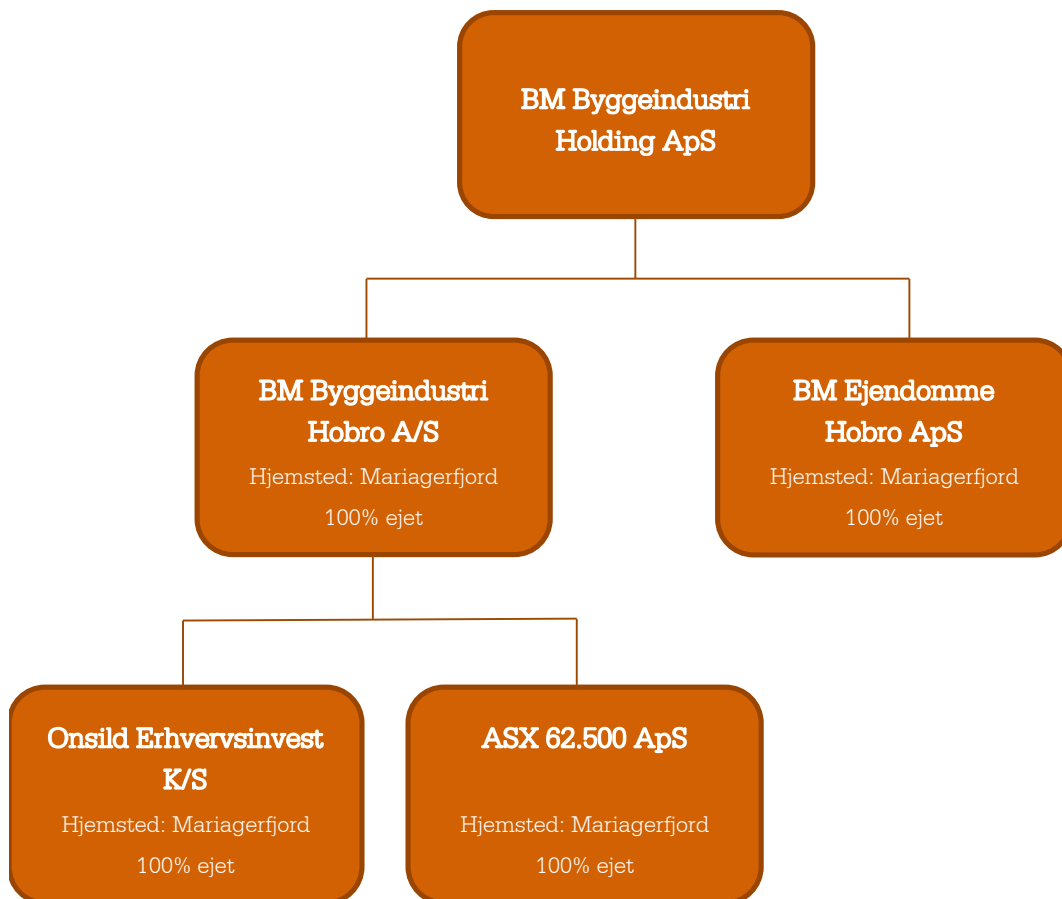 BM Byggeindustri
Holding ApS
BM Byggeindustri
Hobro A/S
Hjemsted: Mariagerfjord
100% ejet
BM Ejendomme
Hobro ApS
Hjemsted: Mariagerfjord
100% ejet
Onsild Erhvervsinvest
K/S
Hjemsted: Mariagerfjord
100% ejet
ASX 62.500 ApS
Hjemsted: Mariagerfjord
100% ejet